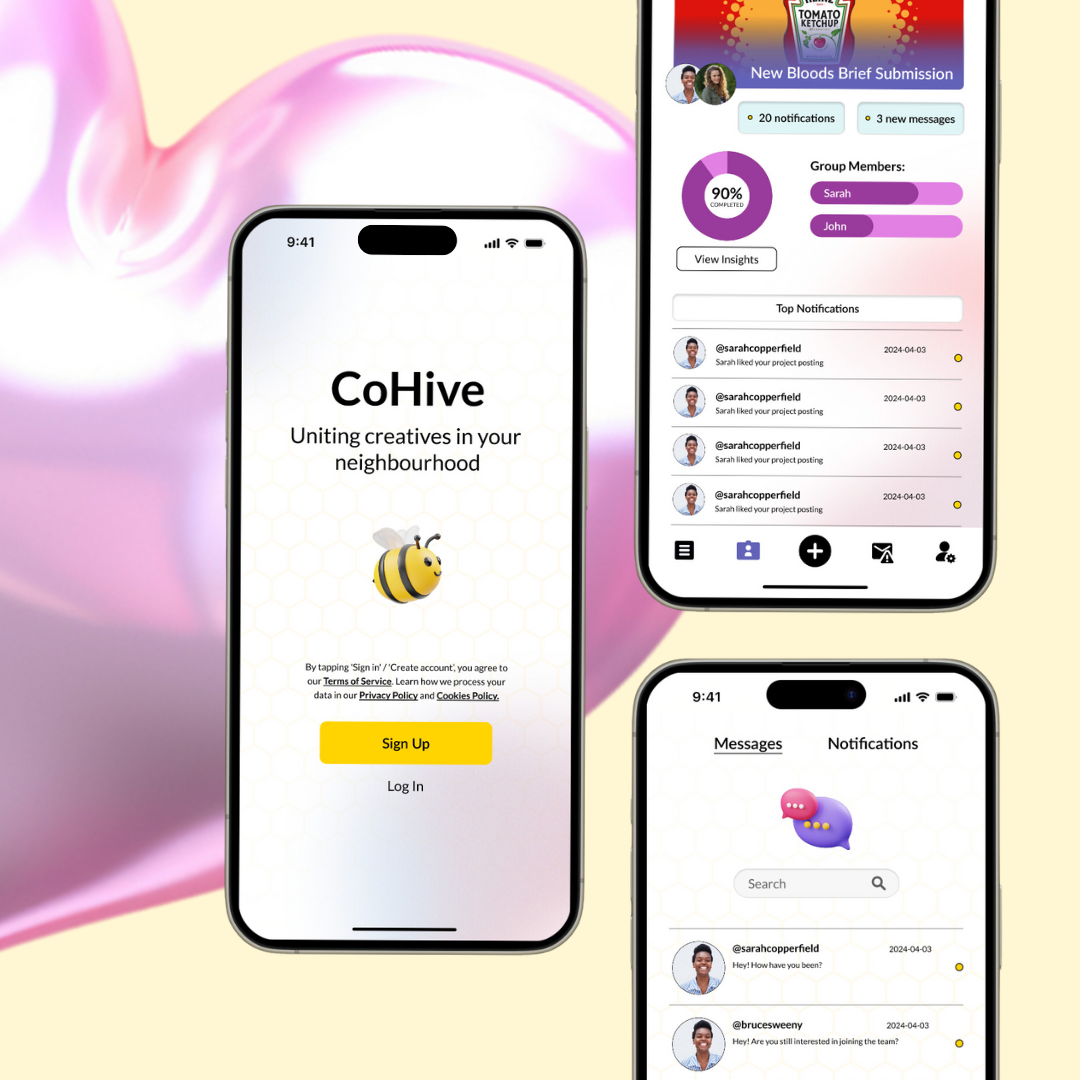 9:41
CoHive
Uniting creatives in your
neighbourhood
By tapping 'Sign in' / 'Create account', you agree to
our Terms of Service. Learn how we process your
data in our Privacy Policy and Cookies Policy.
Sign Up
Log In
HEINZ
TOMATO
KETCHUP
New Bloods Brief Submission
20 notifications
3 new messages
90%
COMPLETED
Group Members:
Sarah
John
View Insights
Top Notifications
@sarahcopperfield 2024-04-03
Sarah liked your project posting
@sarahcopperfield 2024-04-03
Sarah liked your project posting
@sarahcopperfield 2024-04-03
Sarah liked your project posting
@sarahcopperfield 2024-04-03
Sarah liked your project posting
9:41
Messages Notifications
Search
@sarahcopperfield 2024-04-03
Hey! How have you been?
@brucesweeny 2024-04-03
Hey! Are you still interested in joining the team?